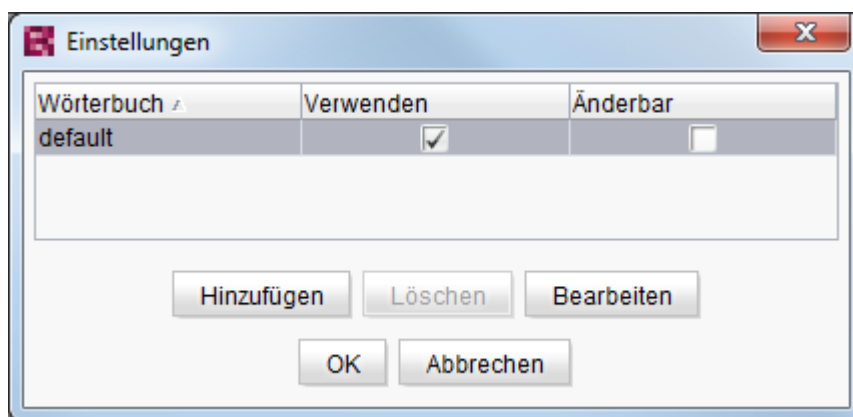 Einstellungen
Wörterbuch Verwenden Änderbar
default
Hinzufügen Löschen Bearbeiten
OK Abbrechen